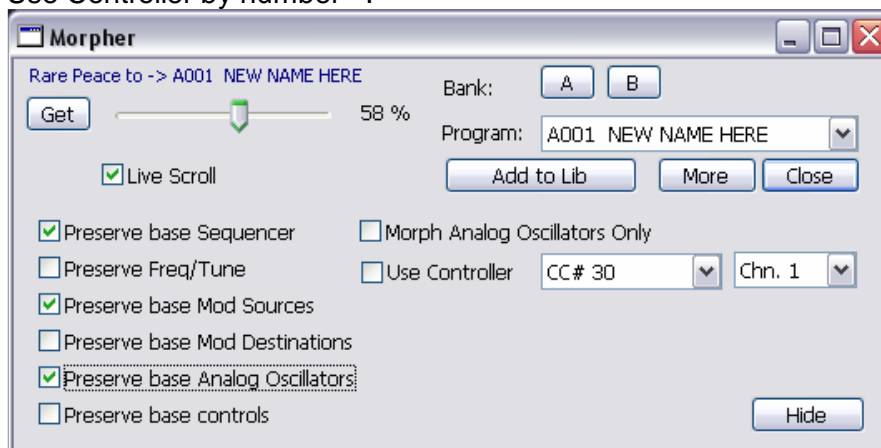 Morpher
Rare Peace to -> A001 NEW NAME HERE
Get
58 %
Bank:
A
B
Program:
A001 NEW NAME HERE
Live Scroll
Add to Lib
More
Close
Preserve base Sequencer
Morph Analog Oscillators Only
Preserve Freq/Tune
Use Controller
CC# 30
Chn. 1
Preserve base Mod Sources
Preserve base Mod Destinations
Preserve base Analog Oscillators
Preserve base controls
Hide